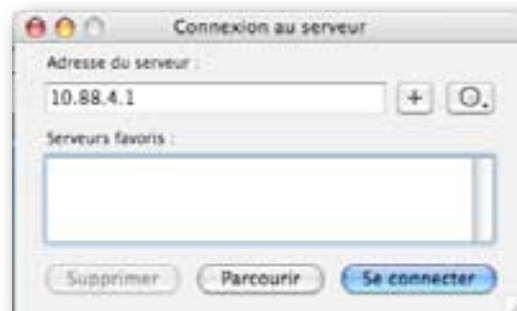 Connexion au serveur
Adresse du serveur :
10.88.4.1
+
Serveurs favoris :
Supprimer
Parcourir
Se connecter